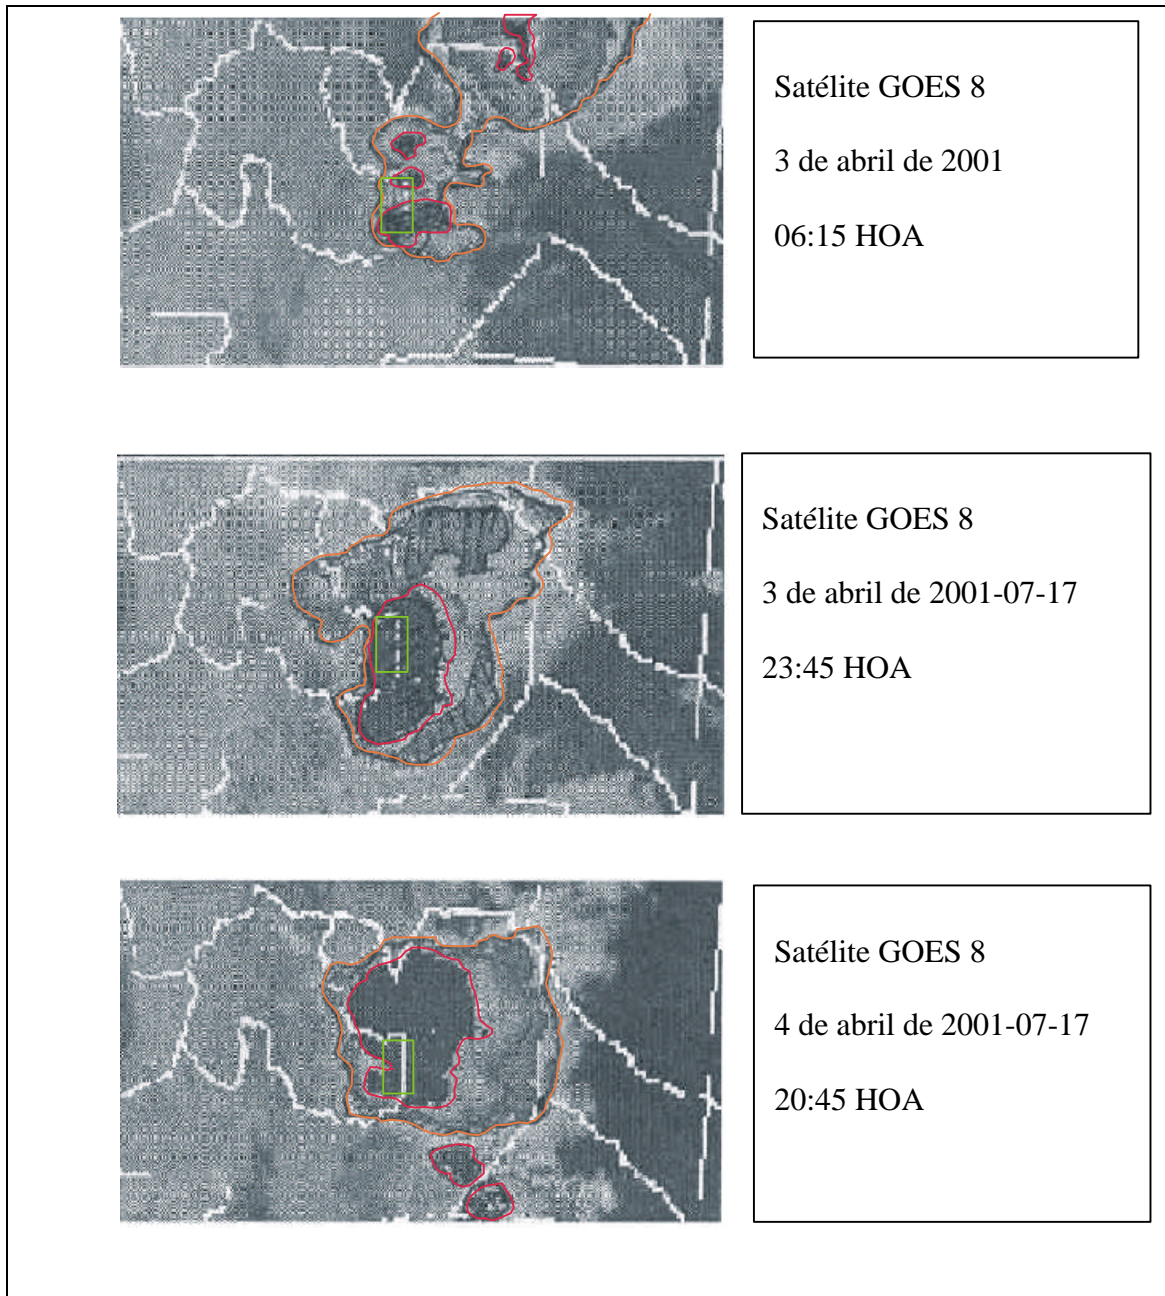 Satélite GOES 8
3 de abril de 2001
06:15 HOA
Satélite GOES 8
3 de abril de 2001-07-17
23:45 HOA
Satélite GOES 8
4 de abril de 2001-07-17
20:45 HOA